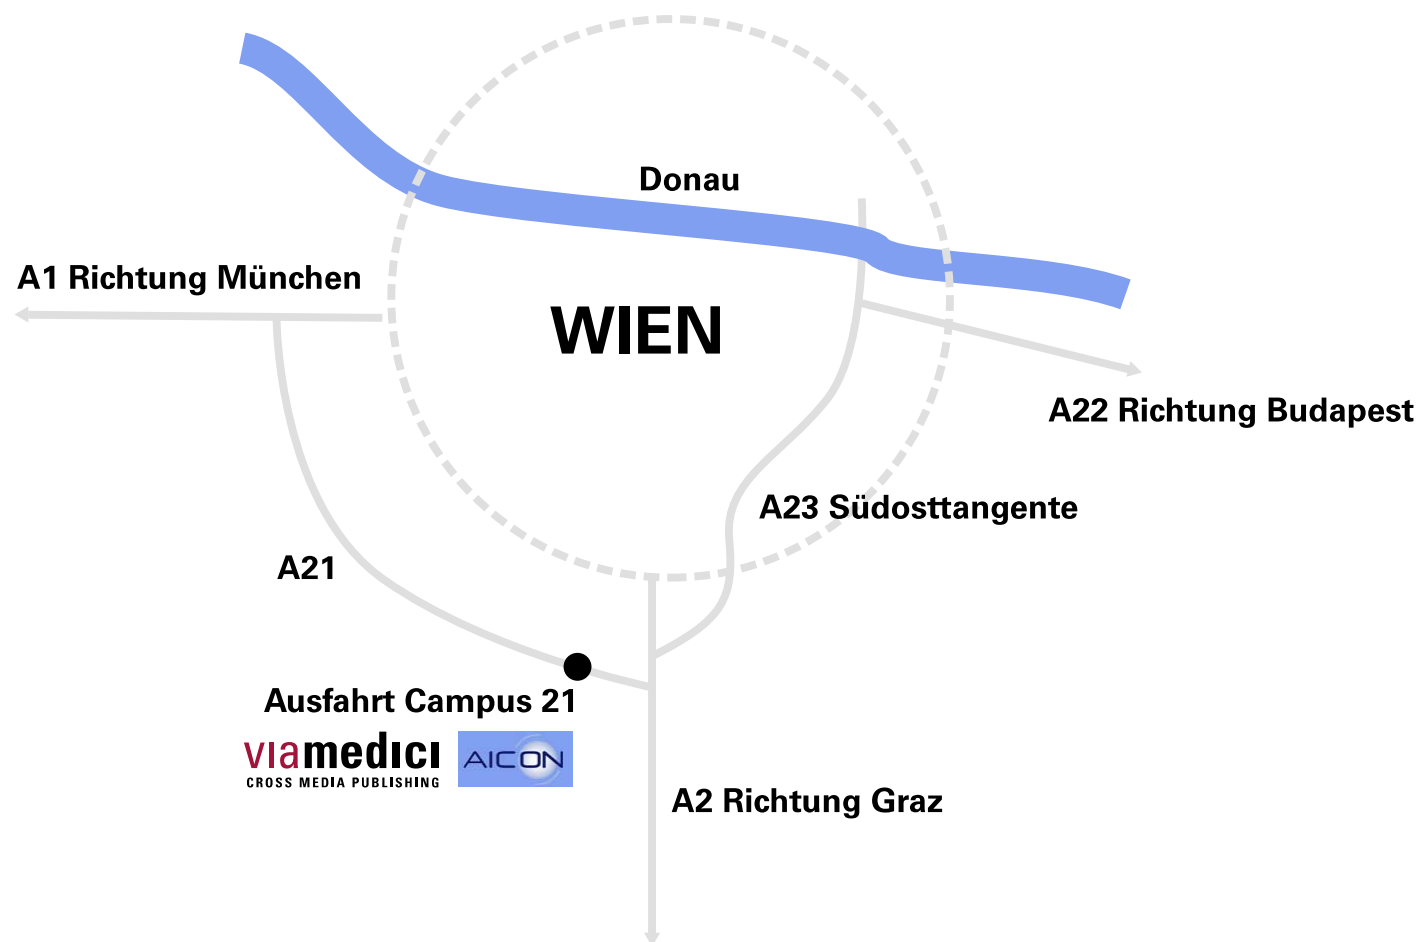 Donau
A1 Richtung München
WIEN
A22 Richtung Budapest
A23 Südosttangente
A21
Ausfahrt Campus 21
vıamedıcı
CROSS MEDIA PUBLISHING
AICON
A2 Richtung Graz